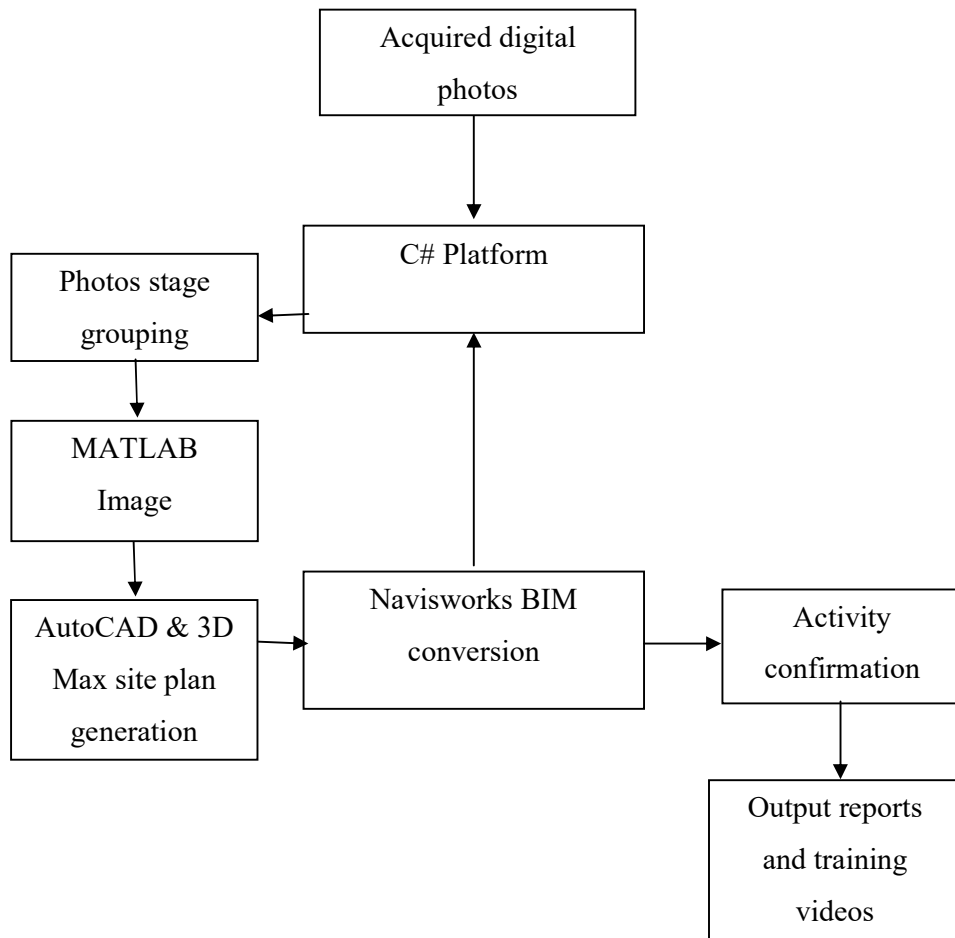 Acquired digital
photos
C# Platform
Photos stage
grouping
MATLAB
Image
AutoCAD & 3D
Max site plan
generation
Navisworks BIM
conversion
Activity
confirmation
Output reports
and training
videos